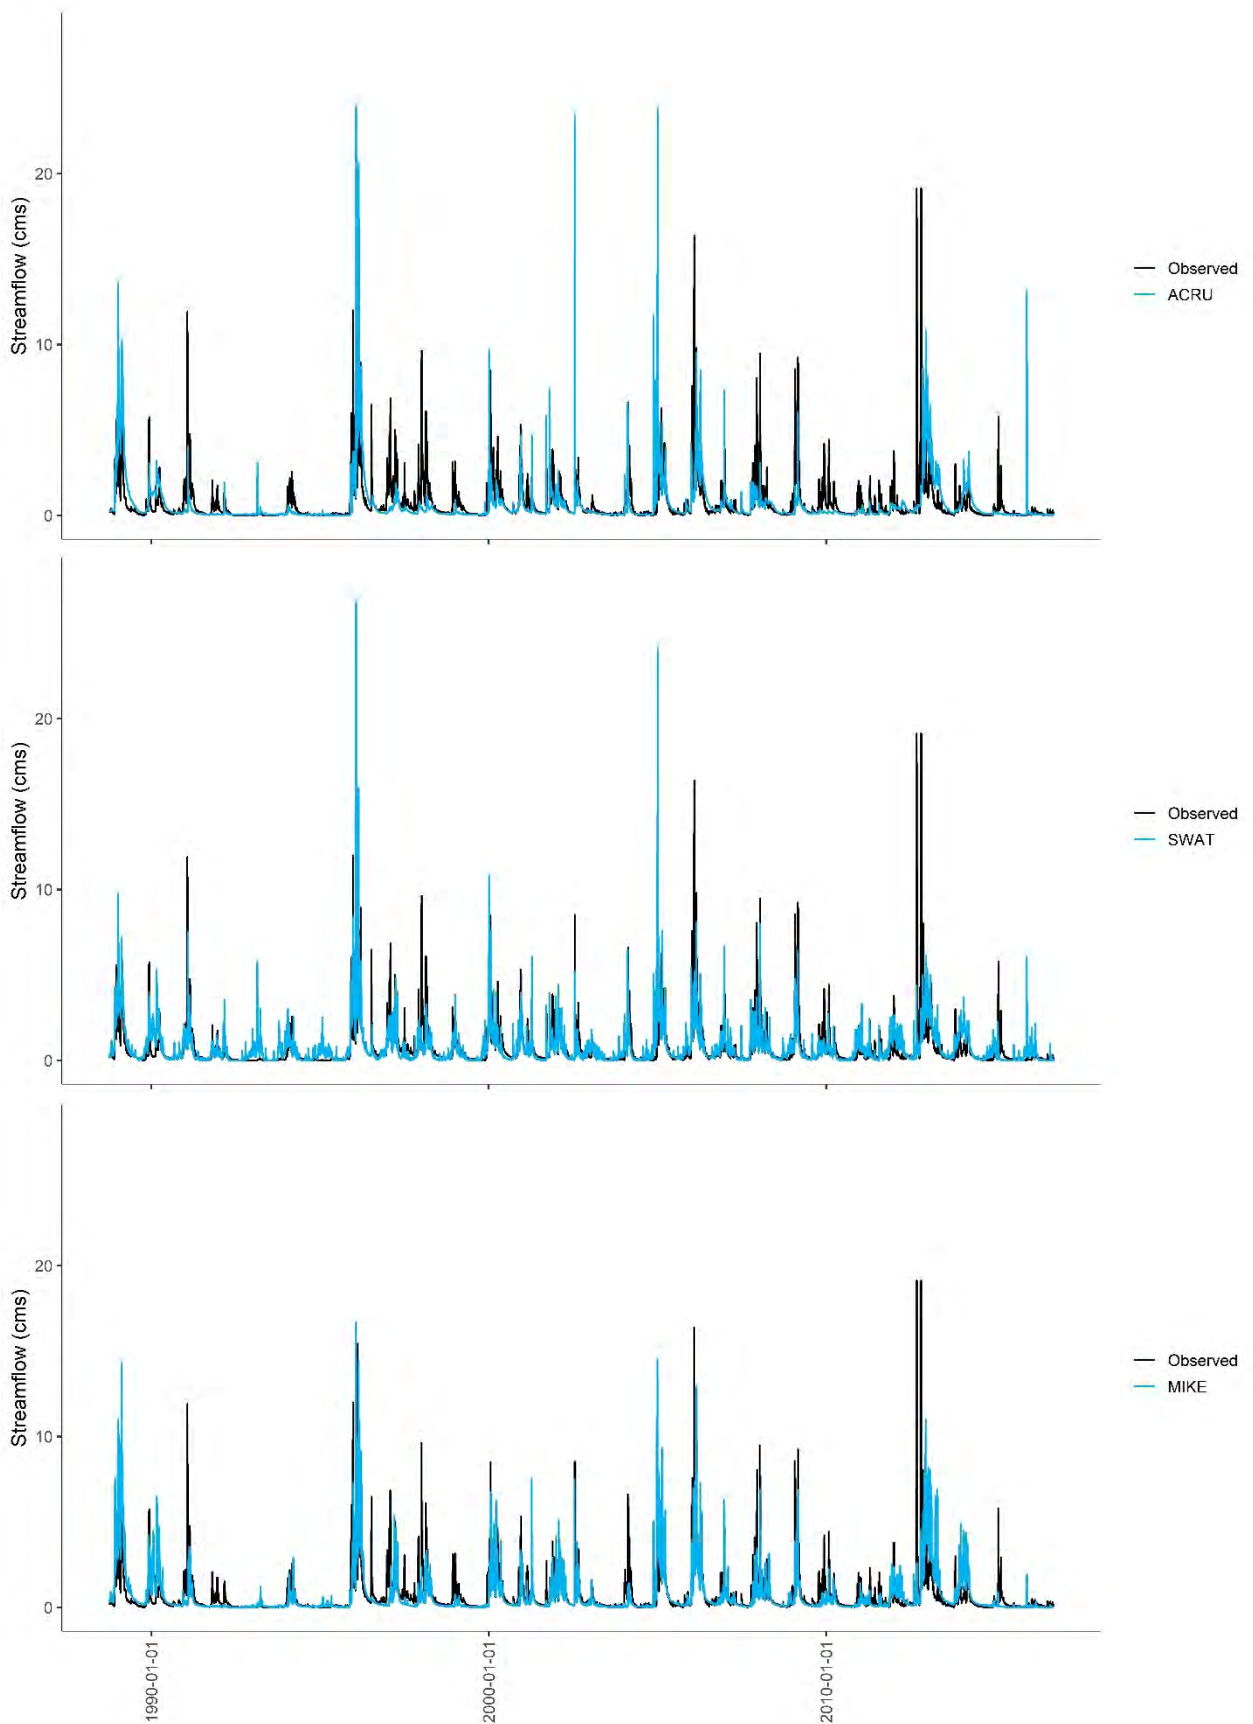 Streamflow (cms)
20
10
0
Observed
ACRU
Streamflow (cms)
20
10
0
Observed
SWAT
Streamflow (cms)
20
10
0
Observed
MIKE
1990-01-01
2000-01-01
2010-01-01